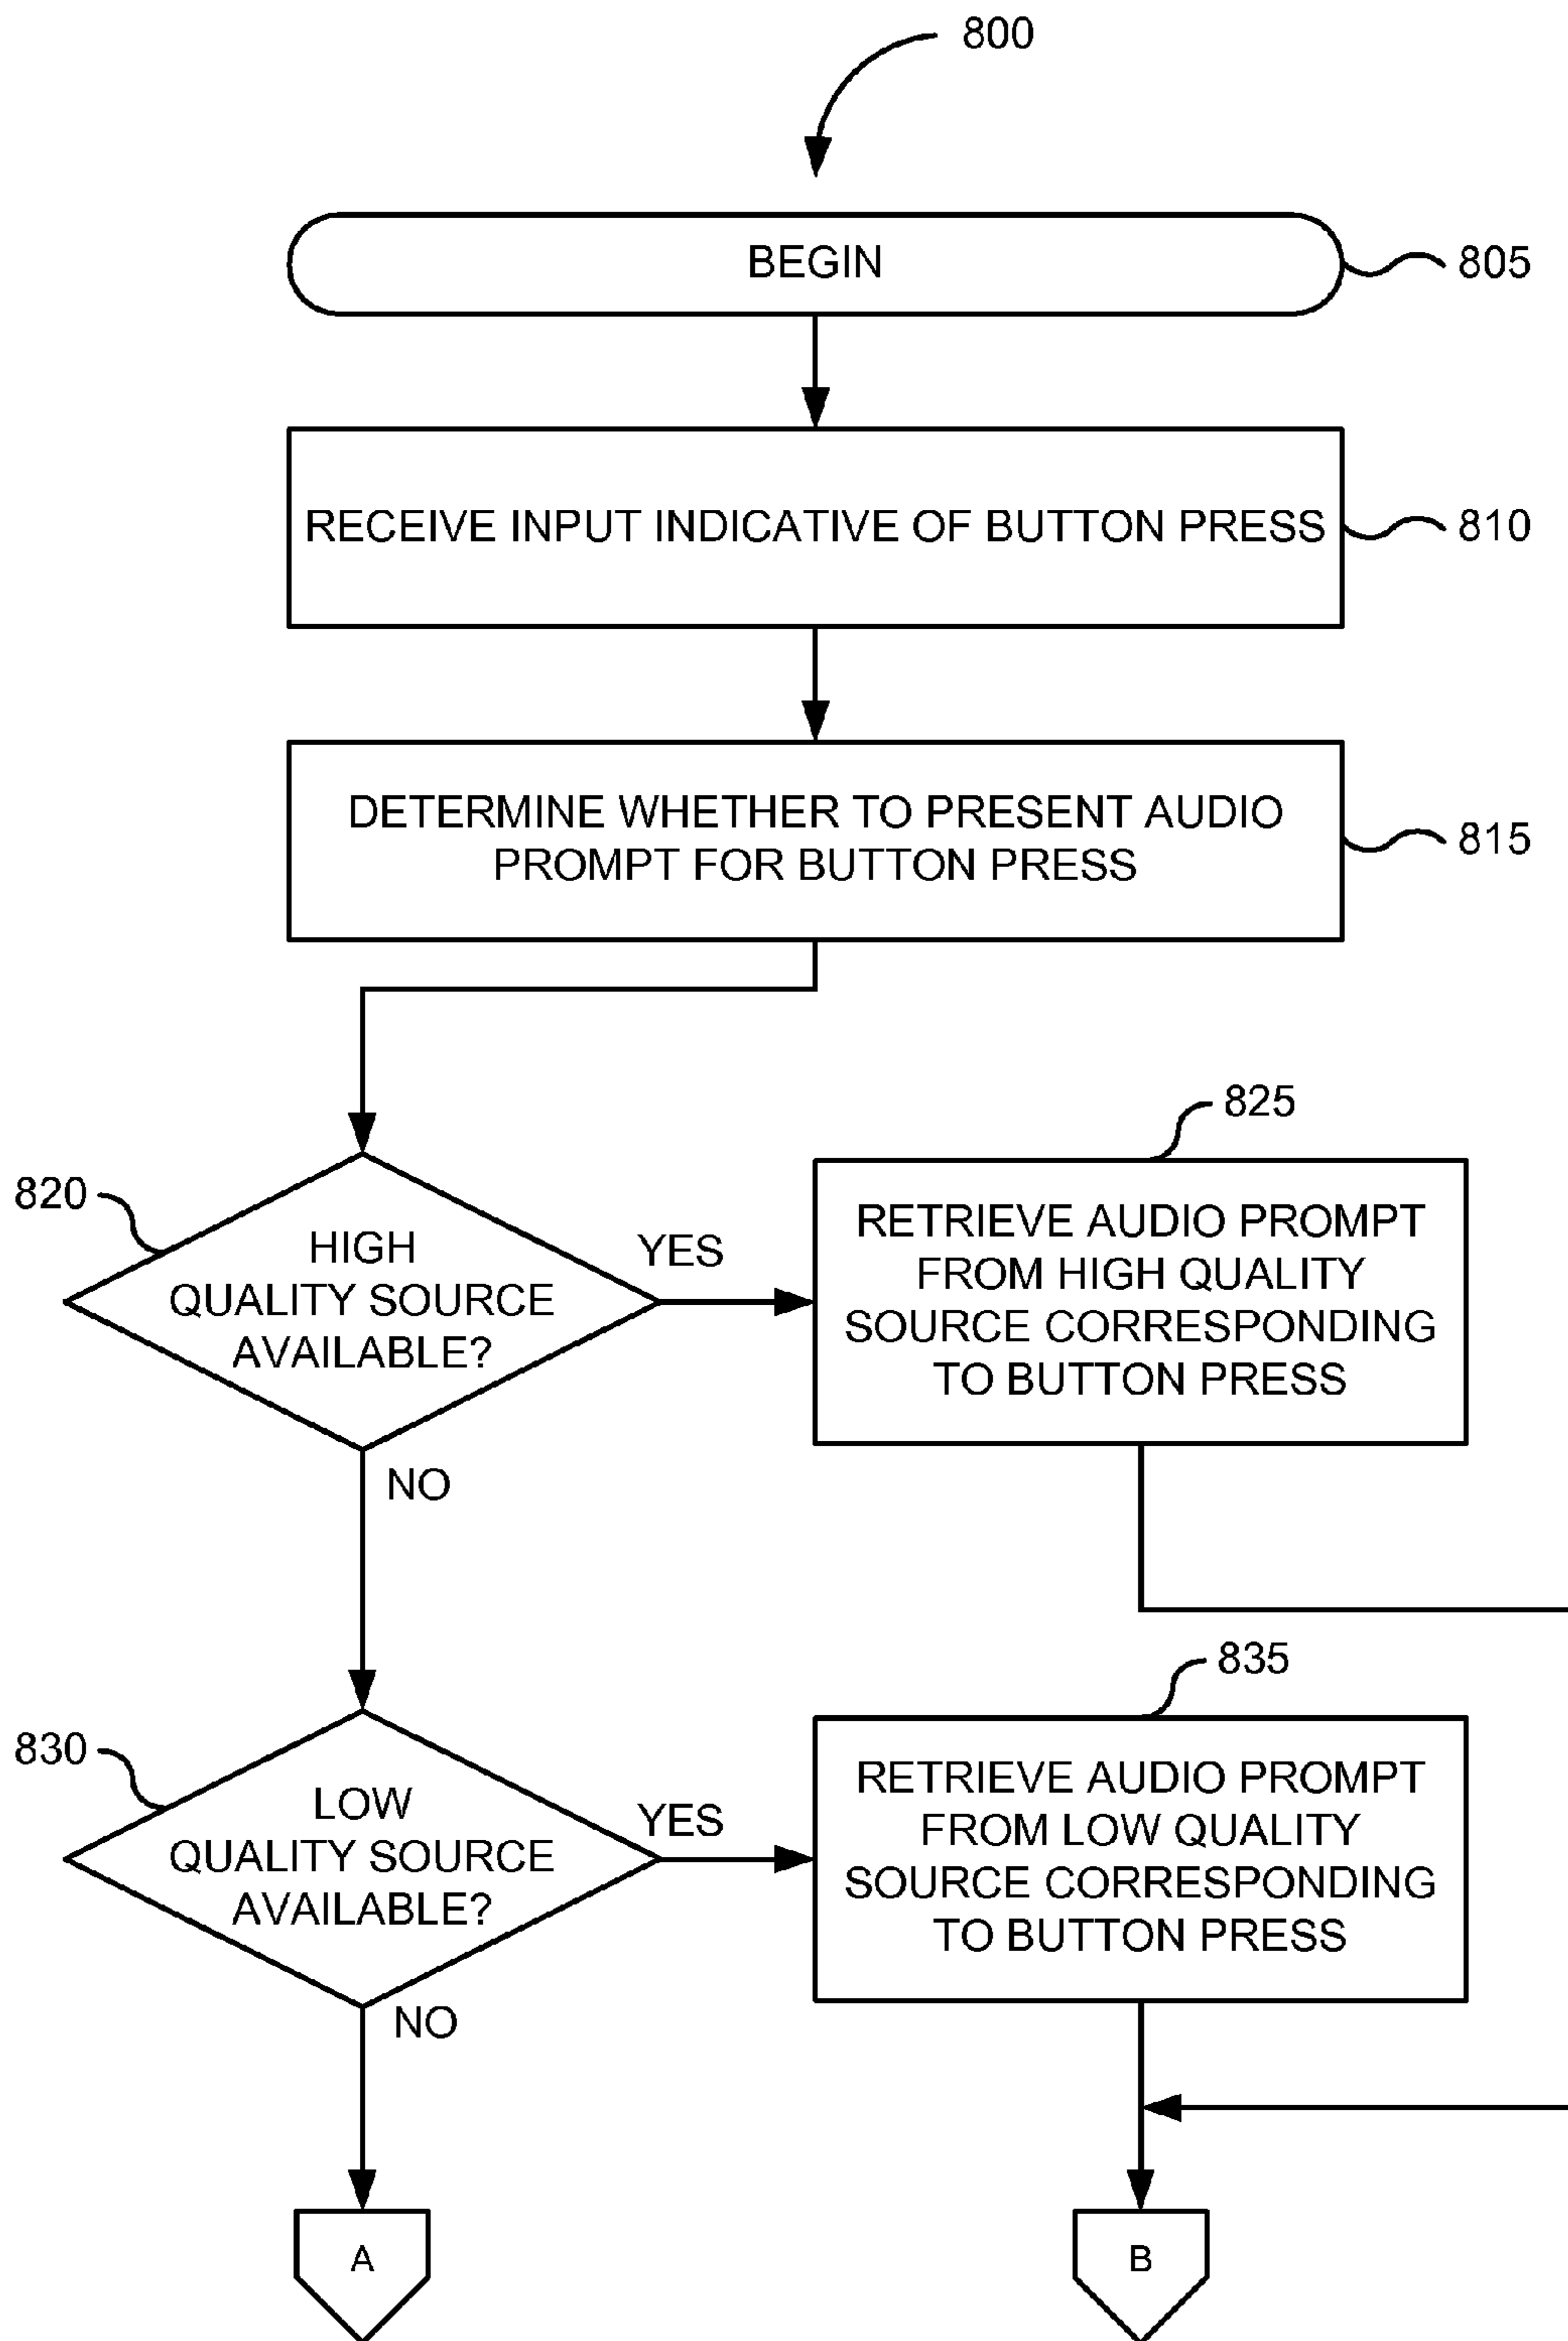 800
BEGIN
805
RECEIVE INPUT INDICATIVE OF BUTTON PRESS
810
DETERMINE WHETHER TO PRESENT AUDIO
PROMPT FOR BUTTON PRESS
815
820
HIGH
QUALITY SOURCE
AVAILABLE?
YES
NO
825
RETRIEVE AUDIO PROMPT
FROM HIGH QUALITY
SOURCE CORRESPONDING
TO BUTTON PRESS
830
LOW
QUALITY SOURCE
AVAILABLE?
YES
NO
835
RETRIEVE AUDIO PROMPT
FROM LOW QUALITY
SOURCE CORRESPONDING
TO BUTTON PRESS
A
B